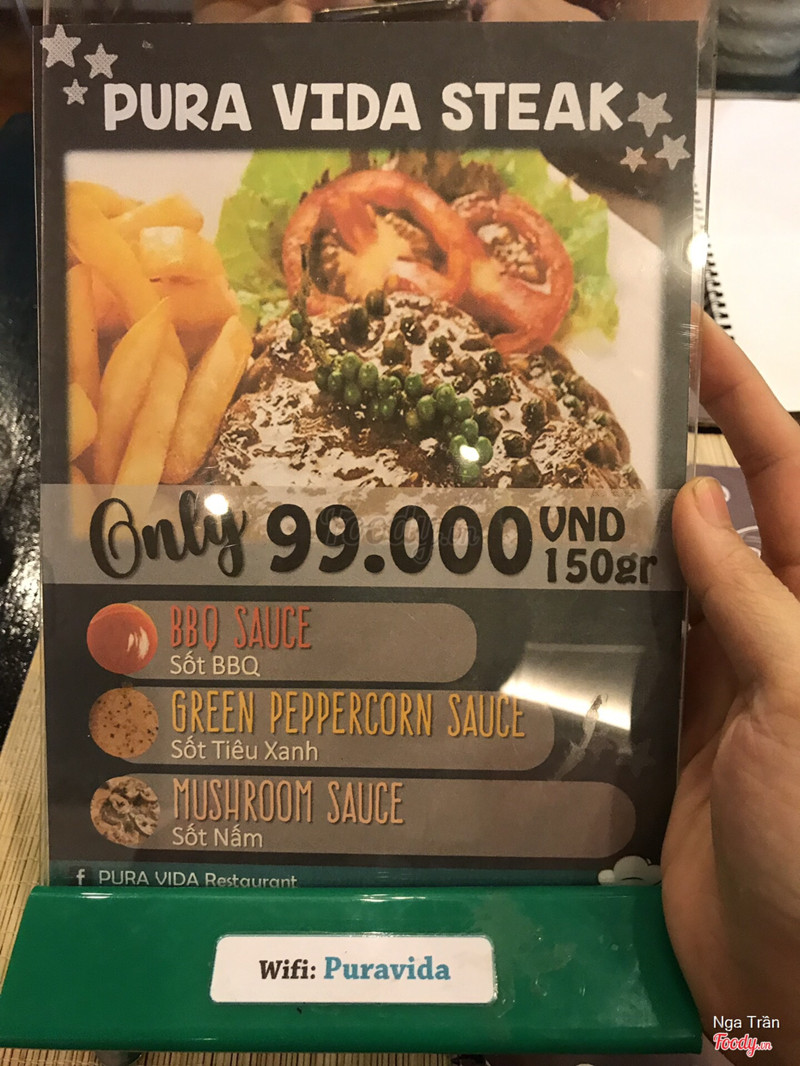 PURA VIDA STEAK
Only 99.000 VND
150gr
BBQ SAUCE
Sốt BBQ
GREEN PEPPERCORN SAUCE
Sốt Tiêu Xanh
MUSHROOM SAUCE
Sốt Nấm
f PURA VIDA Restaurant
Wifi: Puravida
Nga Trần
Foody.vn